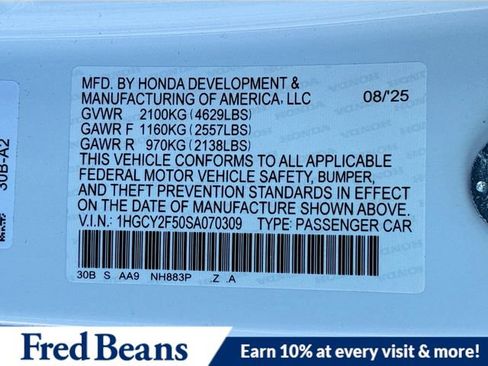 MFD. BY HONDA DEVELOPMENT &
MANUFACTURING OF AMERICA, LLC 08/'25
GVWR 2100KG (4629LBS)
GAWR F 1160KG (2557LBS)
GAWR R 970KG (2138LBS)
THIS VEHICLE CONFORMS TO ALL APPLICABLE
FEDERAL MOTOR VEHICLE SAFETY, BUMPER,
AND THEFT PREVENTION STANDARDS IN EFFECT
ON THE DATE OF MANUFACTURE SHOWN ABOVE.
V.I.N.: 1HGCY2F50SA070309 TYPE: PASSENGER CAR
30B S AA9 NH883P .Z .A
30B-A2
Fred Beans
Earn 10% at every visit & more!